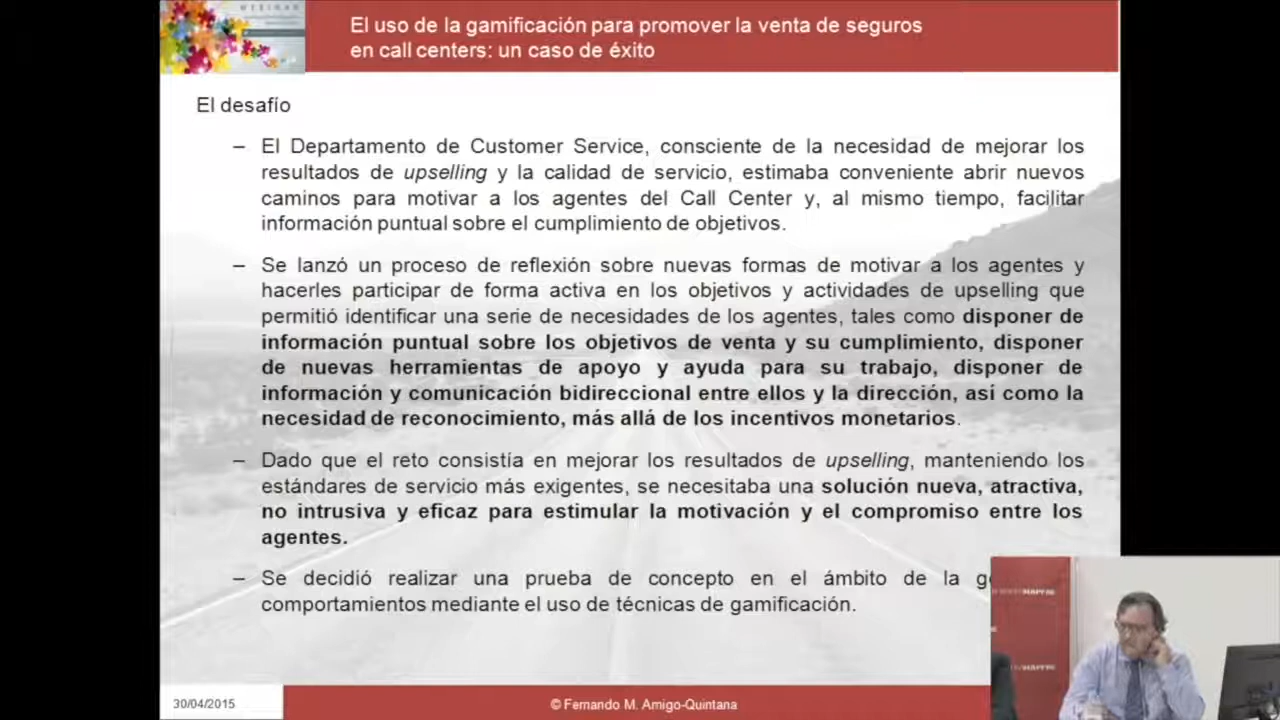 WEBINAR
El uso de la gamificación para promover la venta de seguros
en call centers: un caso de éxito
El desafío
– El Departamento de Customer Service, consciente de la necesidad de mejorar los
resultados de upselling y la calidad de servicio, estimaba conveniente abrir nuevos
caminos para motivar a los agentes del Call Center y, al mismo tiempo, facilitar
información puntual sobre el cumplimiento de objetivos.
– Se lanzó un proceso de reflexión sobre nuevas formas de motivar a los agentes y
hacerles participar de forma activa en los objetivos y actividades de upselling que
permitió identificar una serie de necesidades de los agentes, tales como disponer de
información puntual sobre los objetivos de venta y su cumplimiento, disponer
de nuevas herramientas de apoyo y ayuda para su trabajo, disponer de
información y comunicación bidireccional entre ellos y la dirección, así como la
necesidad de reconocimiento, más allá de los incentivos monetarios.
– Dado que el reto consistía en mejorar los resultados de upselling, manteniendo los
estándares de servicio más exigentes, se necesitaba una solución nueva, atractiva,
no intrusiva y eficaz para estimular la motivación y el compromiso entre los
agentes.
– Se decidió realizar una prueba de concepto en el ámbito de la
comportamientos mediante el uso de técnicas de gamificación.
MAPFRE
MAPFRE
30/04/2015
© Fernando M. Amigo-Quintana